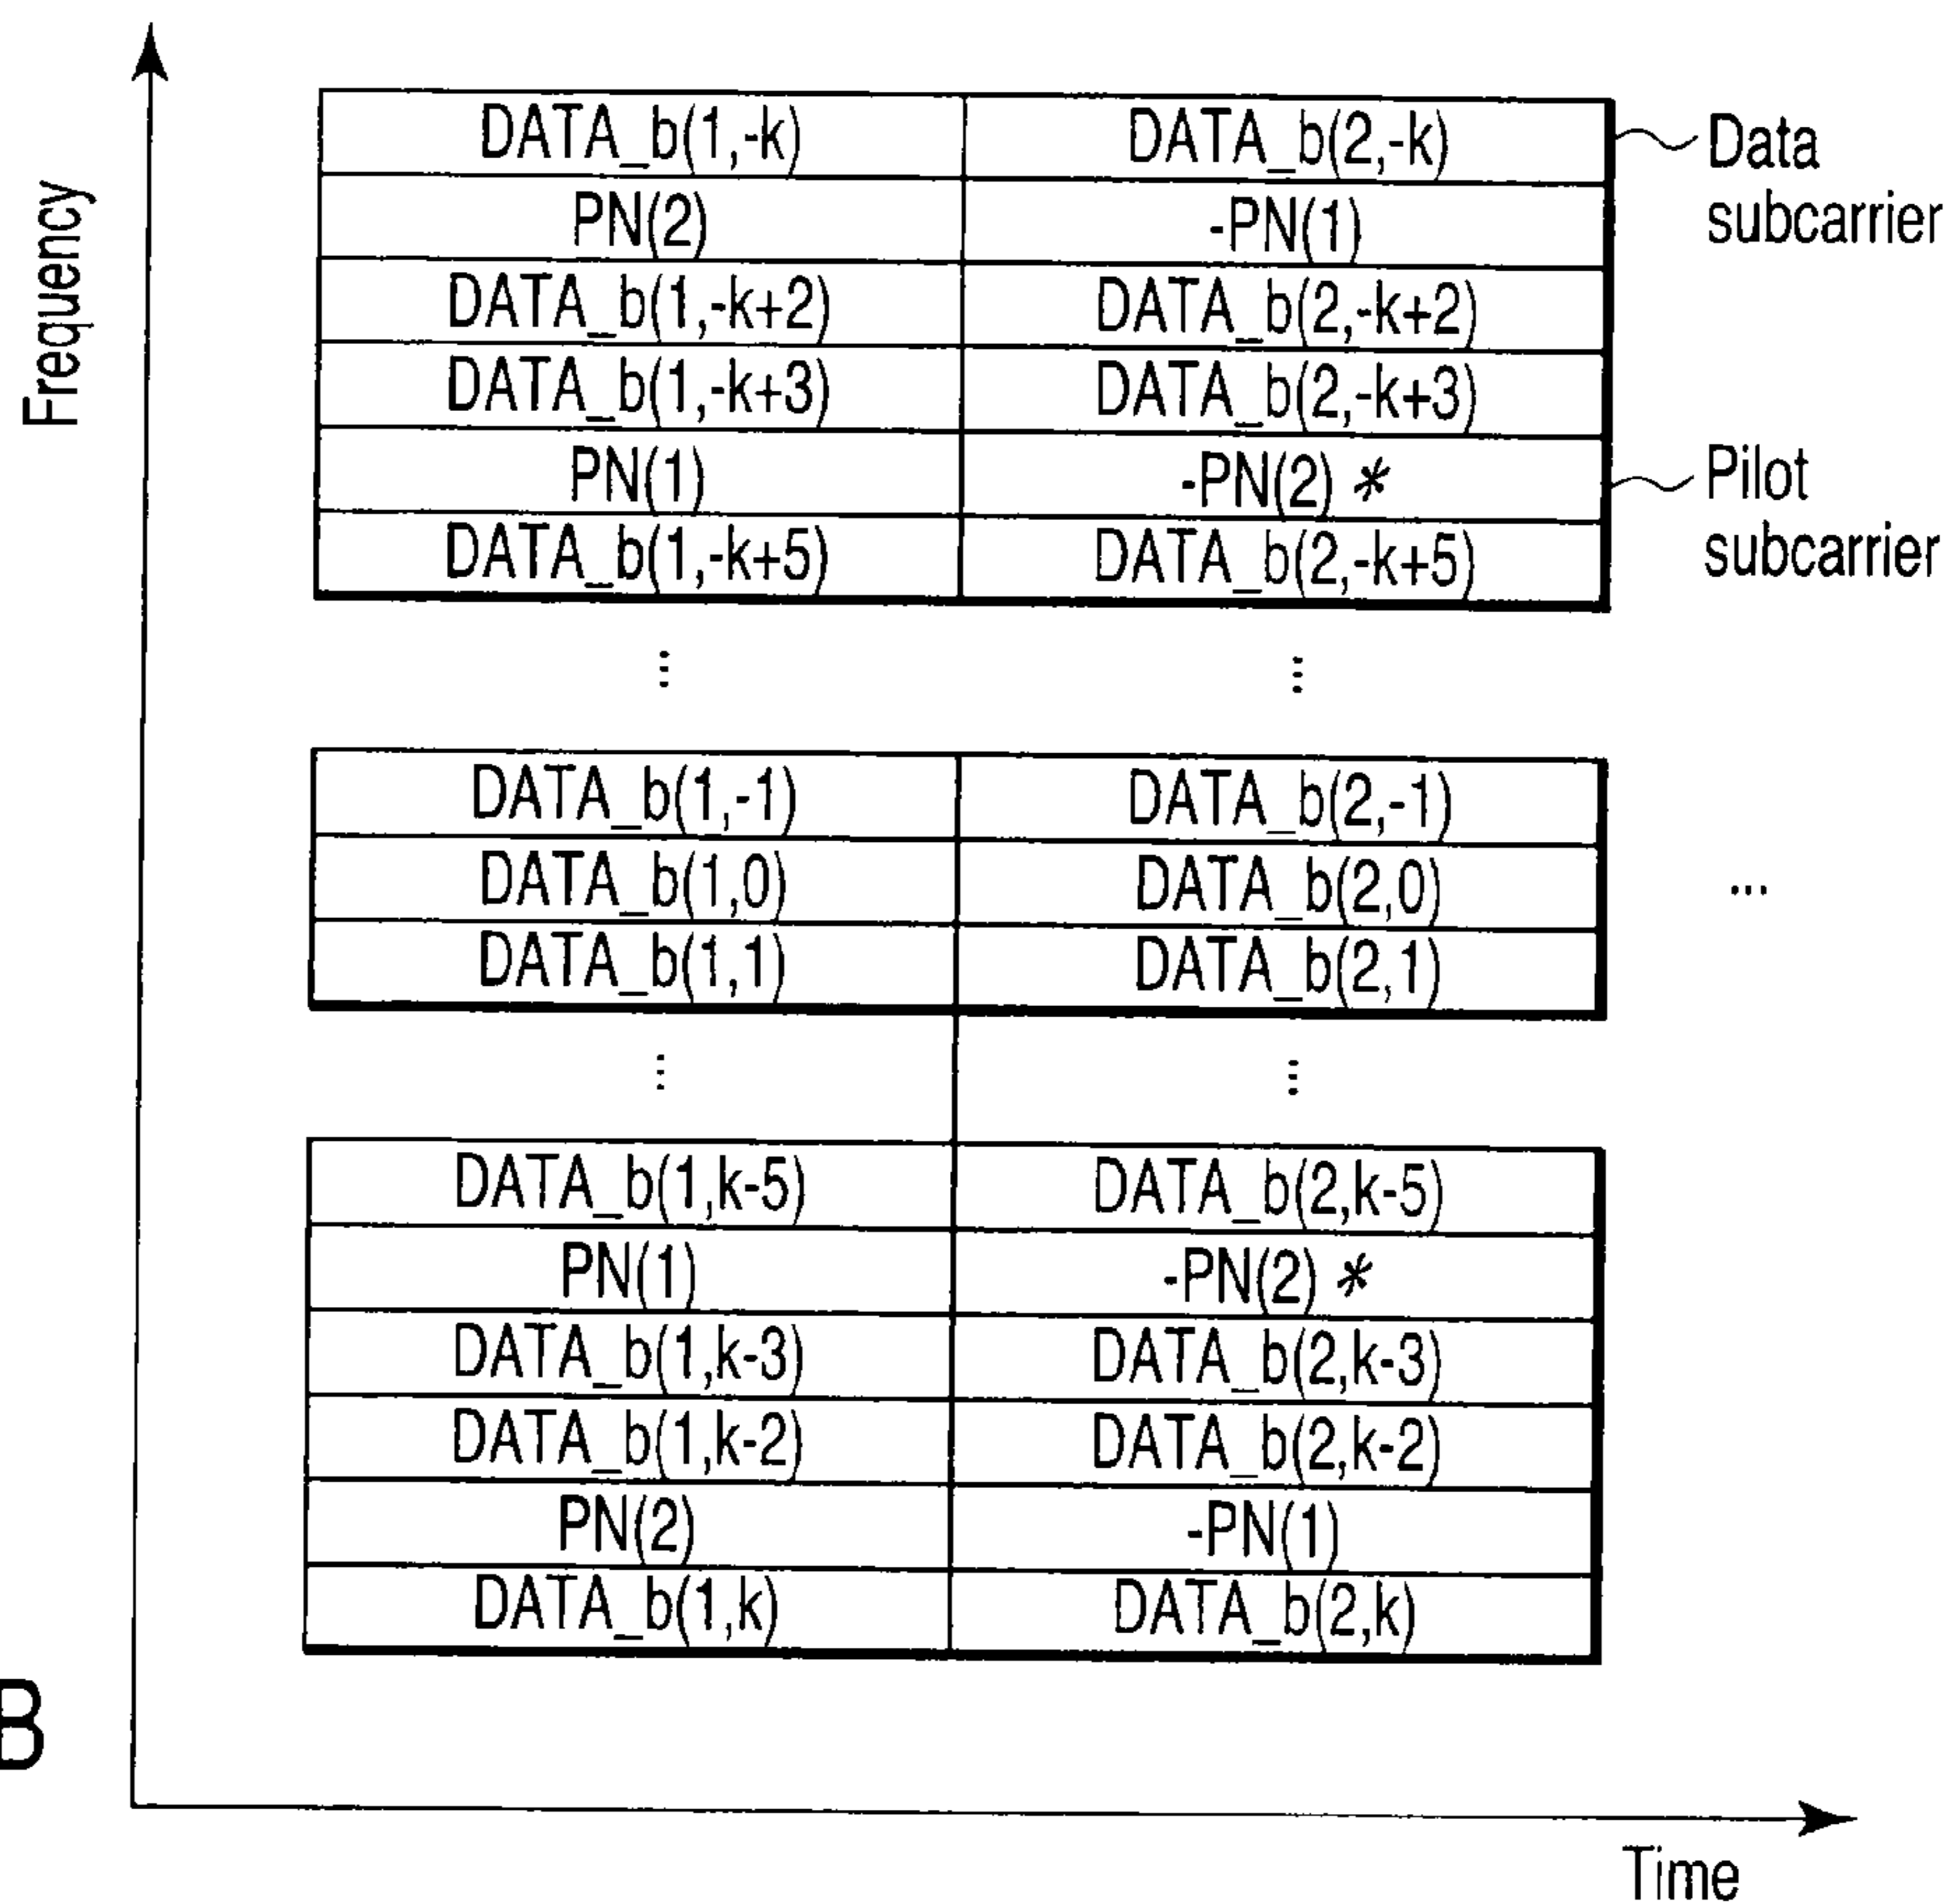 Frequency
DATA_b(1,-k) DATA_b(2,-k)
Data
subcarrier
PN(2) -PN(1)
DATA_b(1,-k+2) DATA_b(2,-k+2)
DATA_b(1,-k+3) DATA_b(2,-k+3)
PN(1) -PN(2) *
Pilot
subcarrier
DATA_b(1,-k+5) DATA_b(2,-k+5)
... ...
DATA_b(1,-1) DATA_b(2,-1)
DATA_b(1,0) DATA_b(2,0) ...
DATA_b(1,1) DATA_b(2,1)
... ...
DATA_b(1,k-5) DATA_b(2,k-5)
PN(1) -PN(2) *
DATA_b(1,k-3) DATA_b(2,k-3)
DATA_b(1,k-2) DATA_b(2,k-2)
PN(2) -PN(1)
DATA_b(1,k) DATA_b(2,k)
B
Time